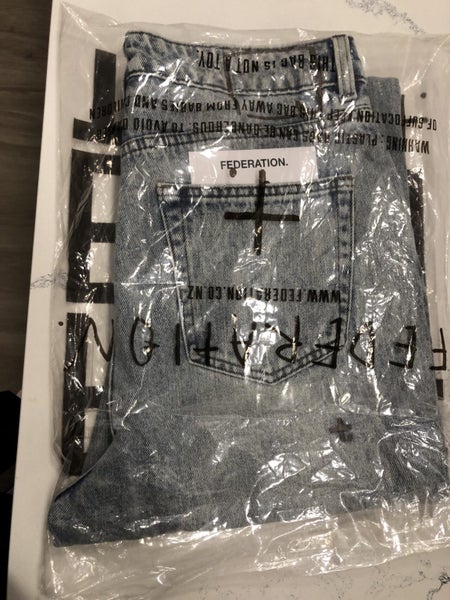 WARNING : PLASTIC BAGS CAN BE DANGEROUS. TO AVOID DANGER
OF SUFFOCATION KEEP THIS BAG AWAY FROM BABIES AND CHILDREN
THIS BAG IS NOT A TOY.
FEDERATION.
WWW.FEDERATION.CO.NZ
FEDERATION